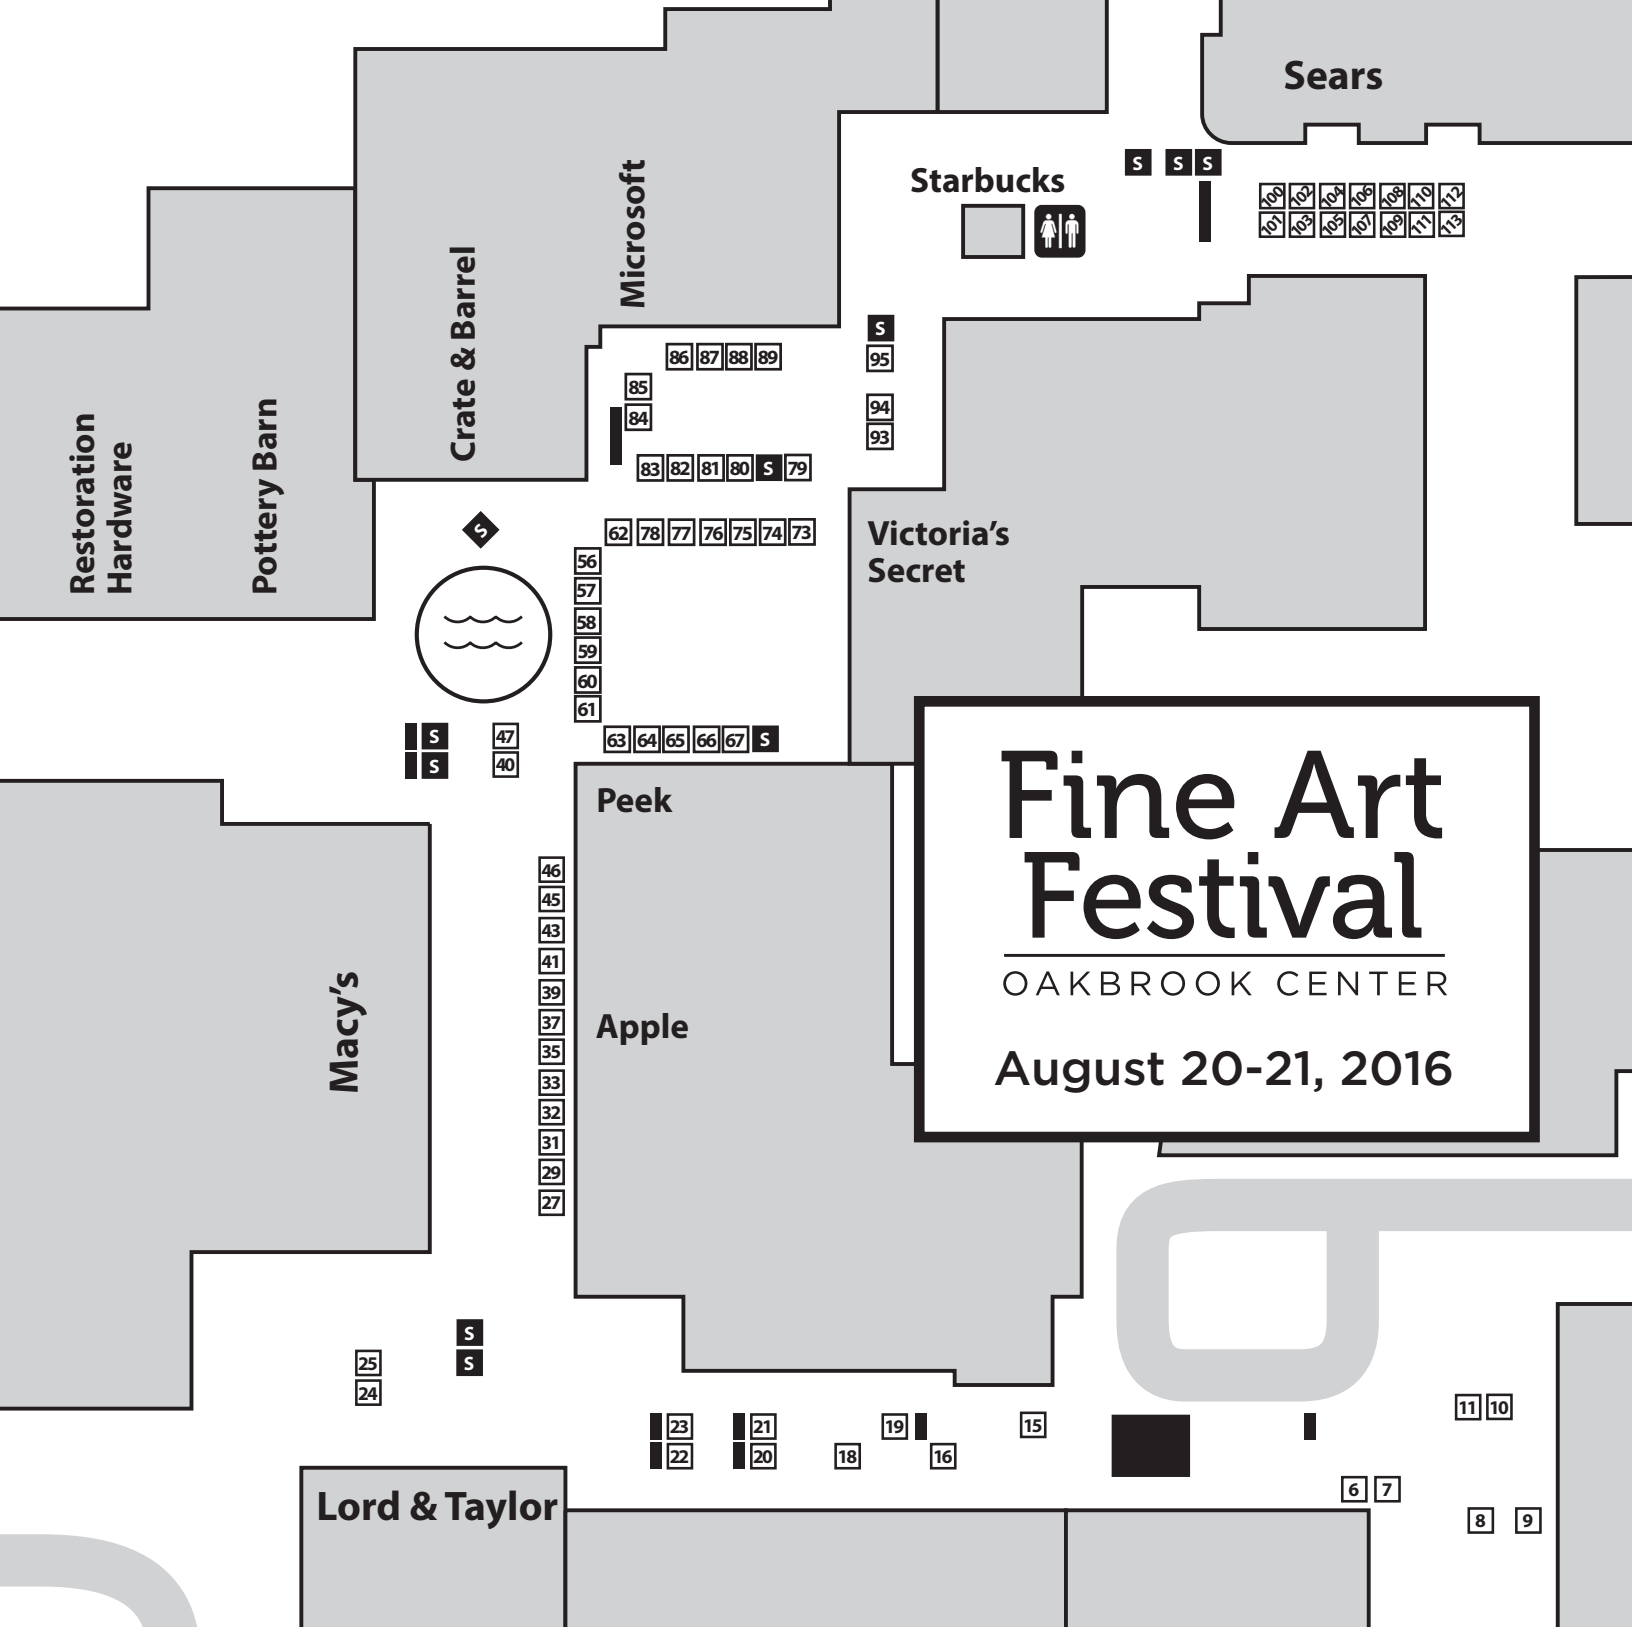 Sears
S S S
Starbucks
100 102 104 106 108 110 112
101 103 105 107 109 111 113
Microsoft
Crate & Barrel
Restoration
Hardware
Pottery Barn
S
95
94
93
86 87 88 89
85
84
83 82 81 80 S 79
S
62 78 77 76 75 74 73
56
57
58
59
60
61
Victoria’s
Secret
63 64 65 66 67 S
S
S
47
40
Peek
Apple
Macy’s
46
45
43
41
39
37
35
33
32
31
29
27
Fine Art
Festival
OAKBROOK CENTER
August 20-21, 2016
S
S
25
24
23
22
21
20
19
18
16
15
11 10
6 7
8 9
Lord & Taylor